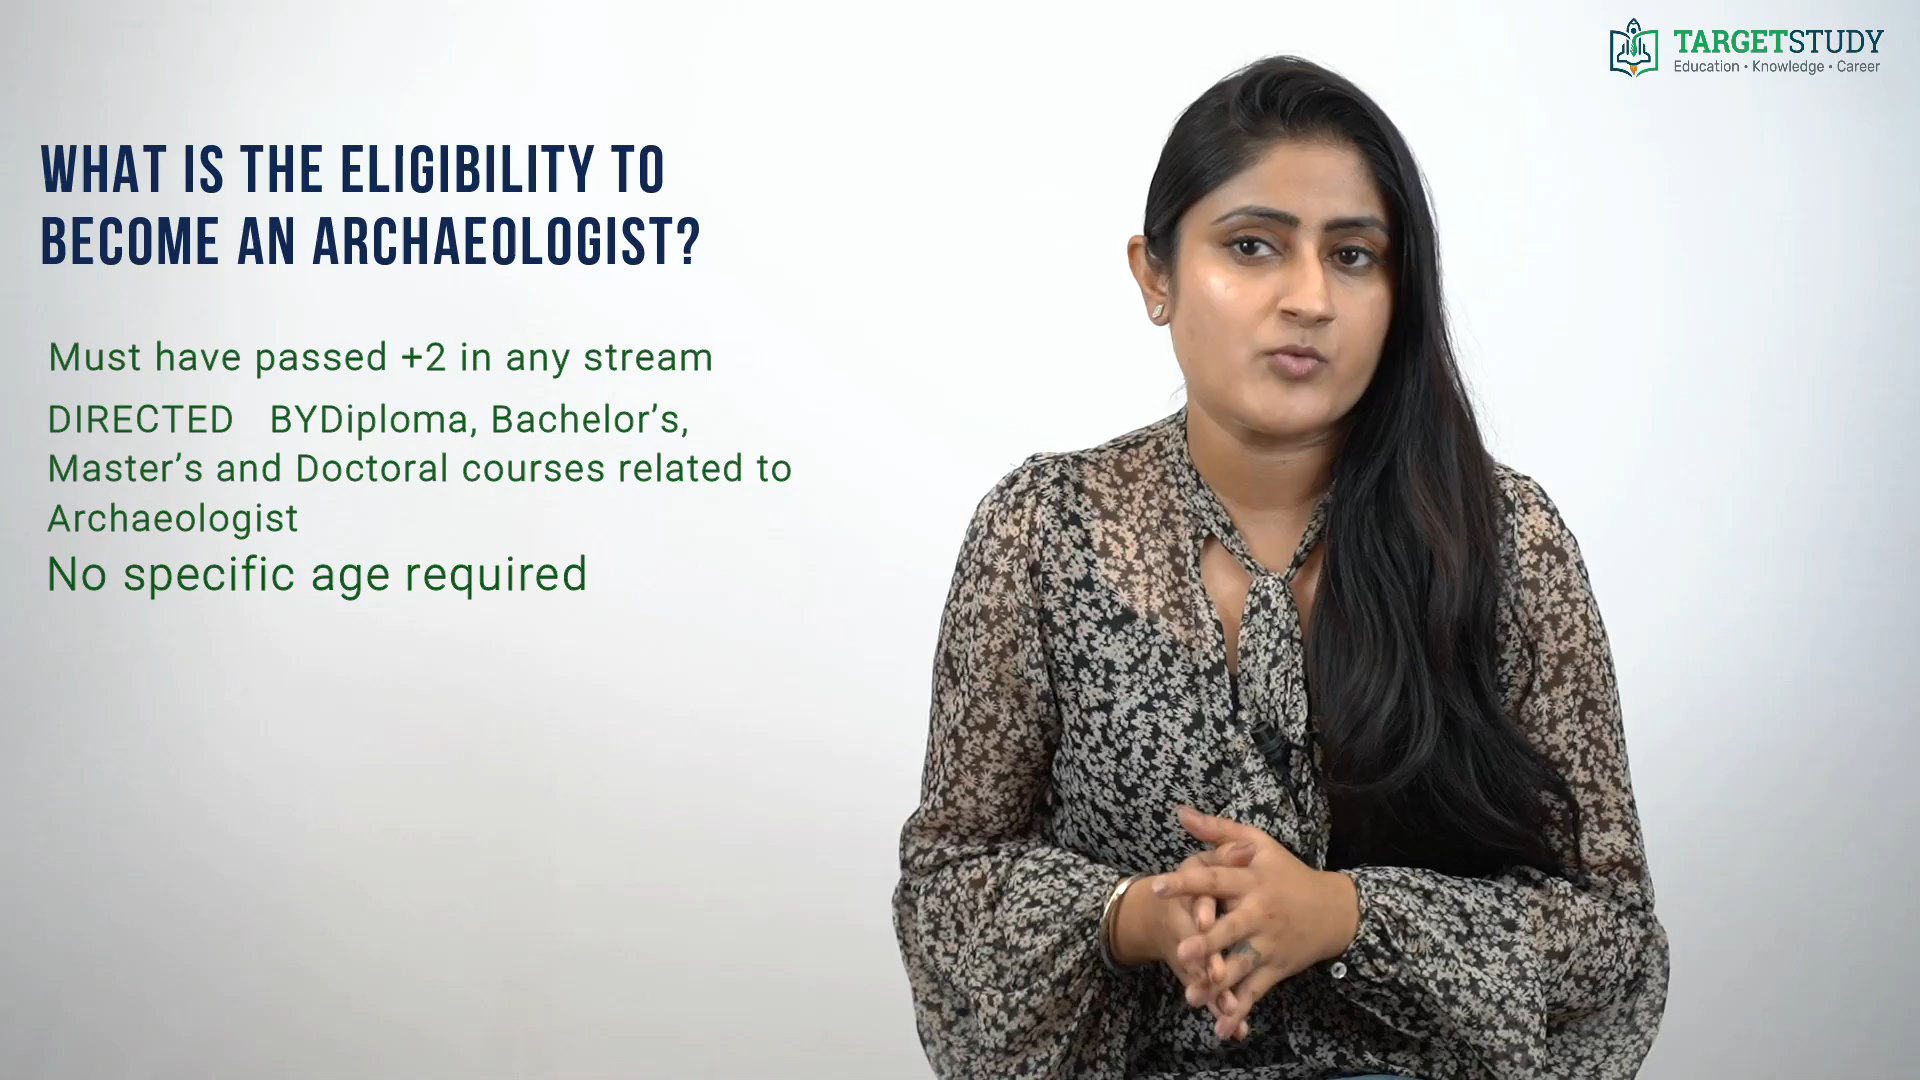 TARGETSTUDY
Education • Knowledge • Career
WHAT IS THE ELIGIBILITY TO
BECOME AN ARCHAEOLOGIST?
Must have passed +2 in any stream
DIRECTED BYDiploma, Bachelor's,
Master's and Doctoral courses related to
Archaeologist
No specific age required